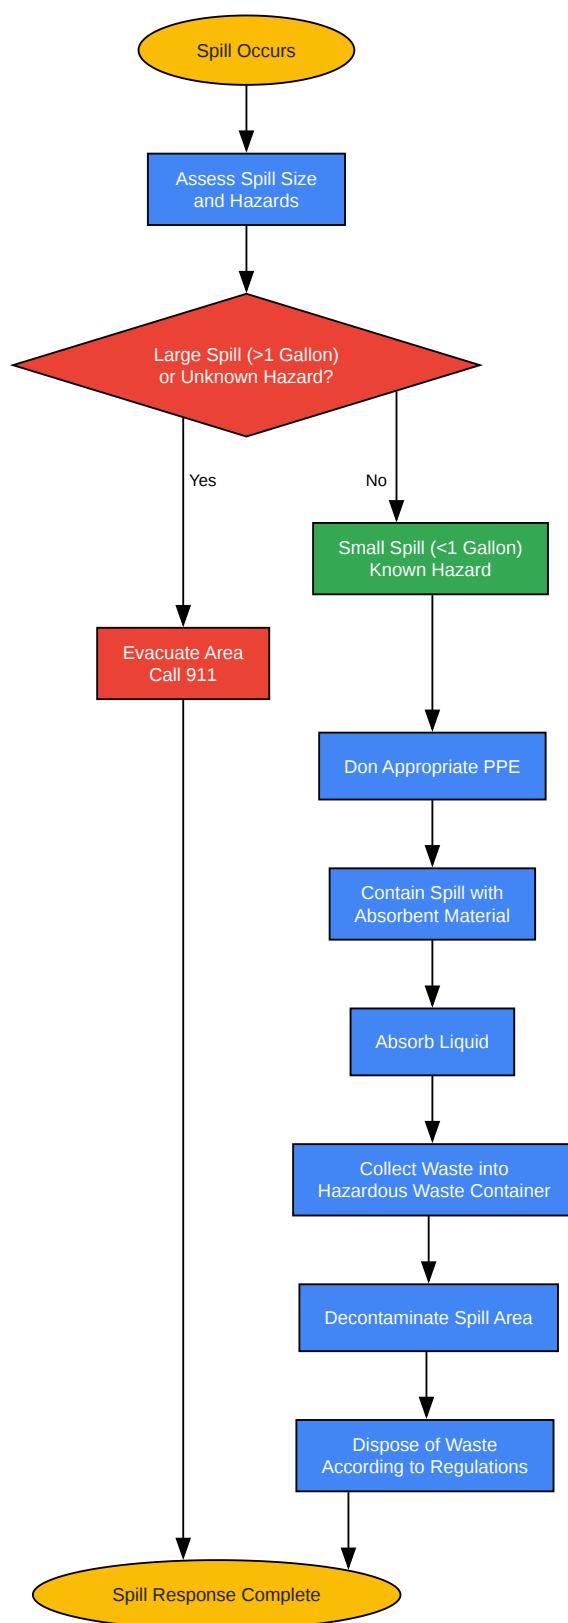 Spill Occurs
Assess Spill Size
and Hazards
Large Spill (>1 Gallon)
or Unknown Hazard?
Yes
No
Small Spill (<1 Gallon)
Known Hazard
Evacuate Area
Call 911
Don Appropriate PPE
Contain Spill with
Absorbent Material
Absorb Liquid
Collect Waste into
Hazardous Waste Container
Decontaminate Spill Area
Dispose of Waste
According to Regulations
Spill Response Complete